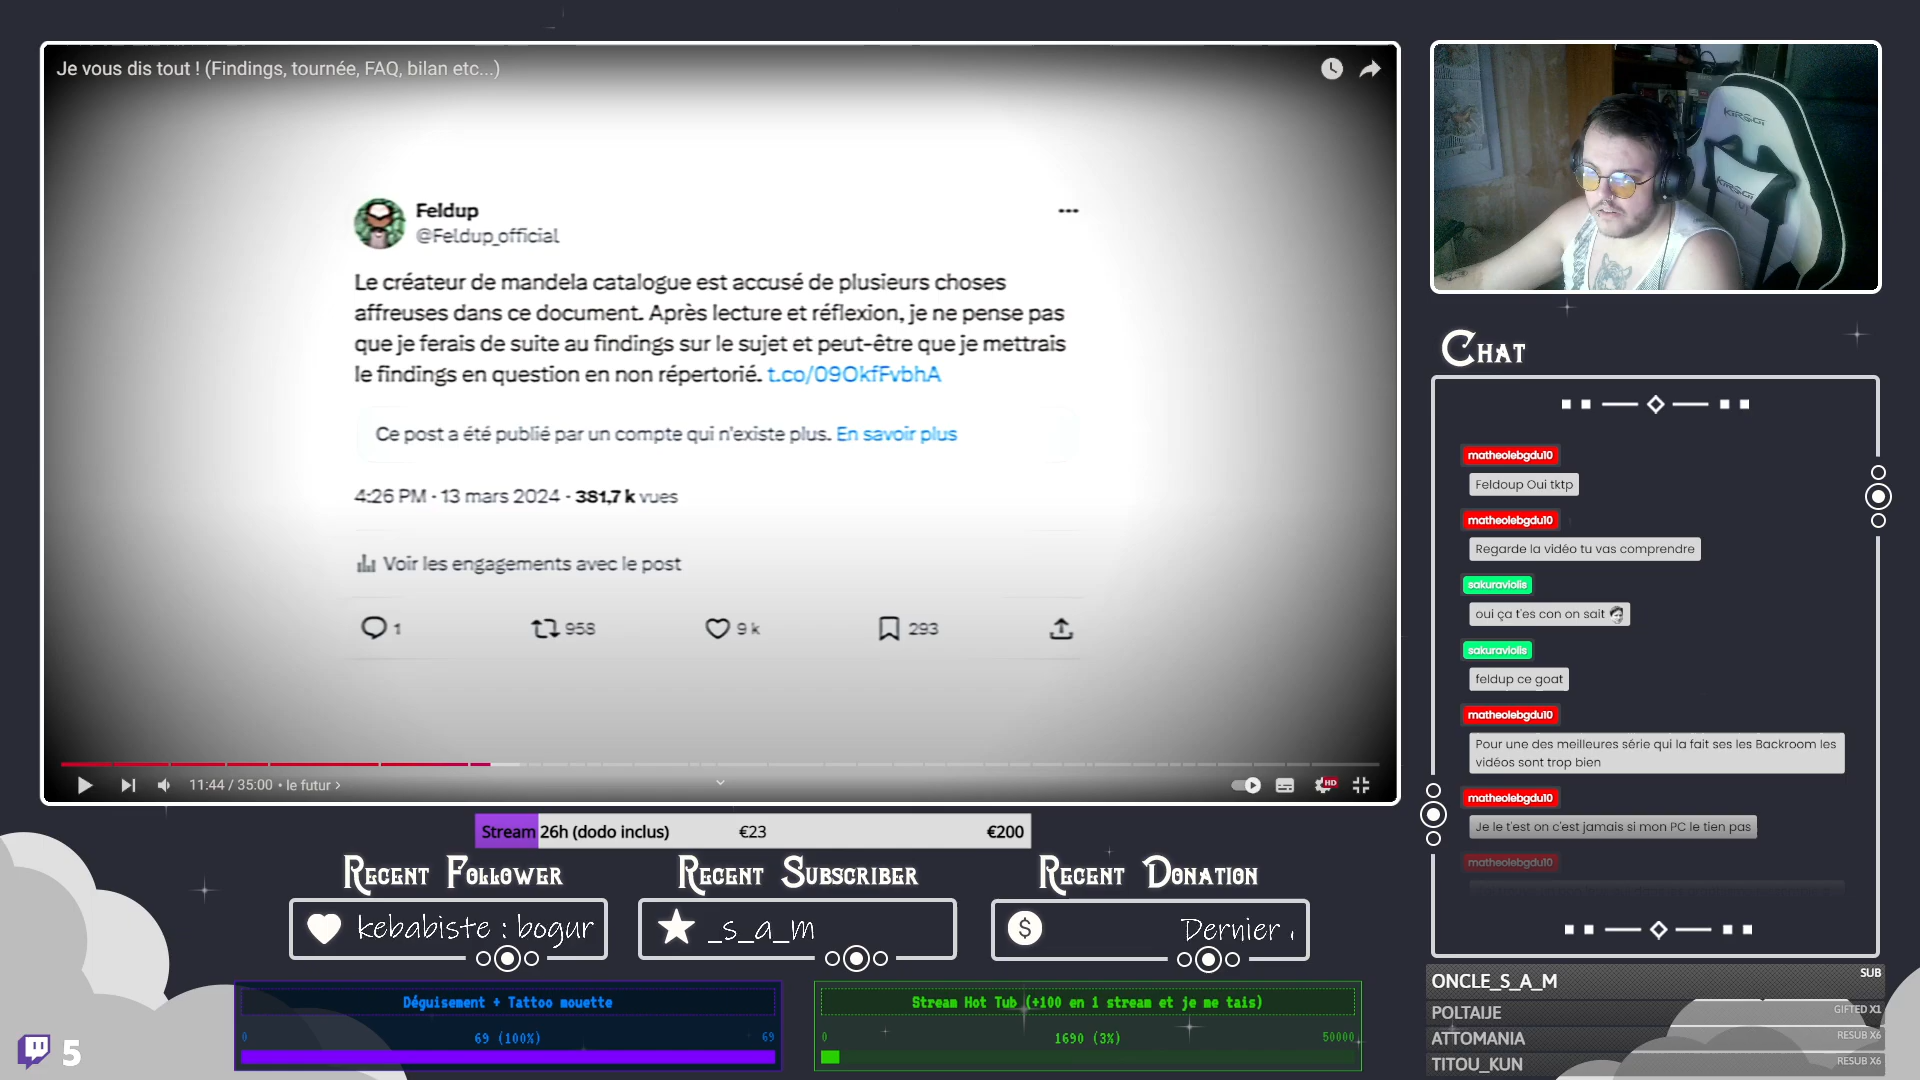 Je vous dis tout ! (Findings, tournée, FAQ, bilan etc...)
Feldup
@Feldup_official
Le créateur de mandela catalogue est accusé de plusieurs choses
affreuses dans ce document. Après lecture et réflexion, je ne pense pas
que je ferais de suite au findings sur le sujet et peut-être que je mettrais
le findings en question en non répertorié. t.co/09OkfFvbhA
Ce post a été publié par un compte qui n'existe plus. En savoir plus
4:26 PM · 13 mars 2024 · 381,7 k vues
Voir les engagements avec le post
1 958 9 k 293
11:44 / 35:00 • le futur ›
HD
KIRSGT
KIRSGT
Chat
matheolebgdu10
Feldoup Oui tktp
matheolebgdu10
Regarde la vidéo tu vas comprendre
sakuraviolis
oui ça t'es con on sait
sakuraviolis
feldup ce goat
matheolebgdu10
Pour une des meilleures série qui la fait ses les Backroom les
vidéos sont trop bien
matheolebgdu10
Je le t'est on c'est jamais si mon PC le tien pas
matheolebgdu10
Stream 26h (dodo inclus) €23 €200
Recent Follower
kebabiste : bogur
Recent Subscriber
_s_a_m
Recent Donation
Dernier
Déguisement + Tattoo mouette
0 69 (100%) 69
Stream Hot Tub (+100 en 1 stream et je me tais)
0 1690 (3%) 50000
ONCLE_S_A_M SUB
POLTAIJE GIFTED X1
ATTOMANIA RESUB X6
TITOU_KUN RESUB X6
5